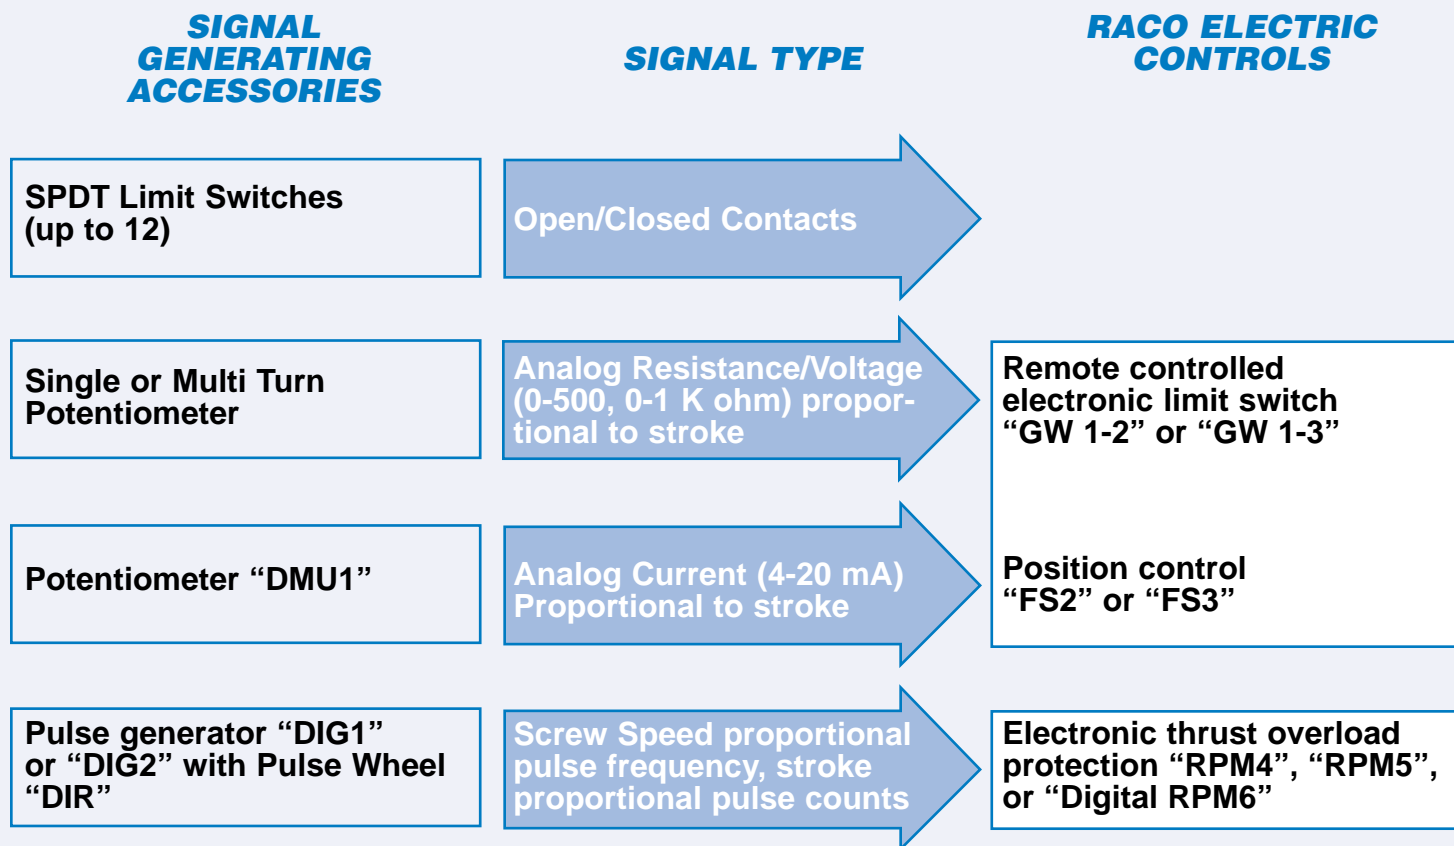 SIGNAL
GENERATING
ACCESSORIES
SIGNAL TYPE
RACO ELECTRIC
CONTROLS
SPDT Limit Switches
(up to 12)
Open/Closed Contacts
Single or Multi Turn
Potentiometer
Analog Resistance/Voltage
(0-500, 0-1 K ohm) propor-
tional to stroke
Remote controlled
electronic limit switch
“GW 1-2” or “GW 1-3”
Potentiometer “DMU1”
Analog Current (4-20 mA)
Proportional to stroke
Position control
“FS2” or “FS3”
Pulse generator “DIG1”
or “DIG2” with Pulse Wheel
“DIR”
Screw Speed proportional
pulse frequency, stroke
proportional pulse counts
Electronic thrust overload
protection “RPM4”, “RPM5”,
or “Digital RPM6”